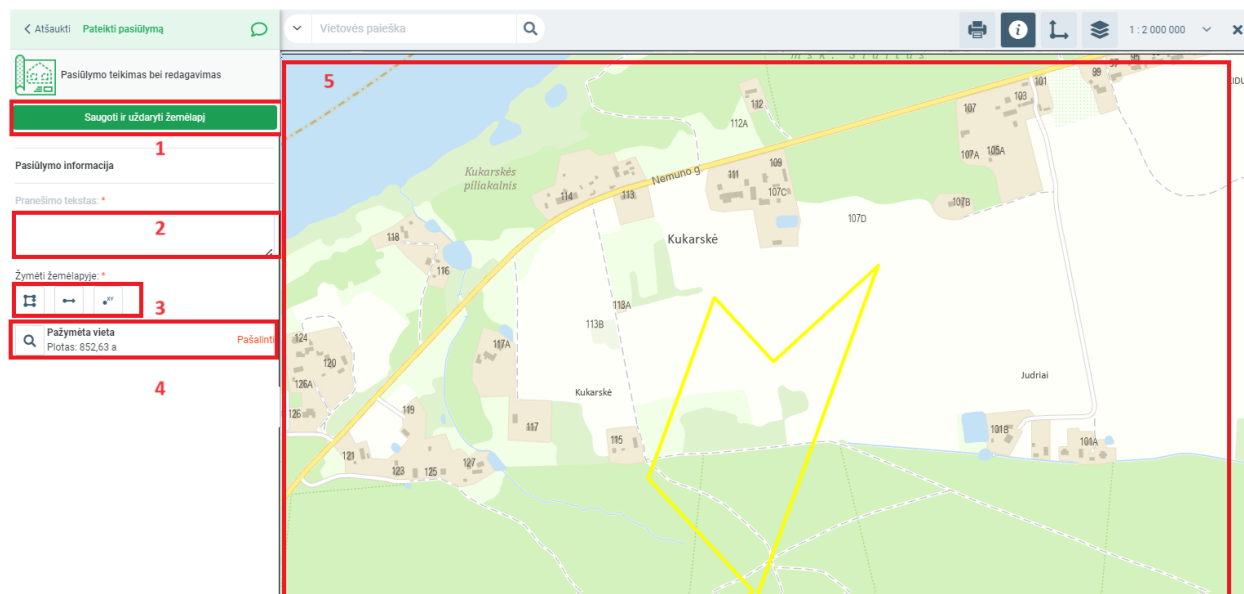 Atšaukti Pateikti pasiūlymą
Vietovės paieška
1 : 2 000 000
Pasiūlymo teikimas bei redagavimas
Saugoti ir uždaryti žemėlapį
1
Pasiūlymo informacija
Pranešimo tekstas: *
2
Žymėti žemėlapyje: *
XY
3
Pažymėta vieta
Plotas: 852,63 a
Pašalinti
4
5
99
101
103
107
112
112A
107A
105A
Kukarskės
piliakalnis
Nemuno g.
109
111
107C
114
113
107B
107D
118
Kukarskė
116
113A
113B
124
117A
120
126A
Kukarskė
Judriai
126
119
117
115
101B
101A
121
123
125
127